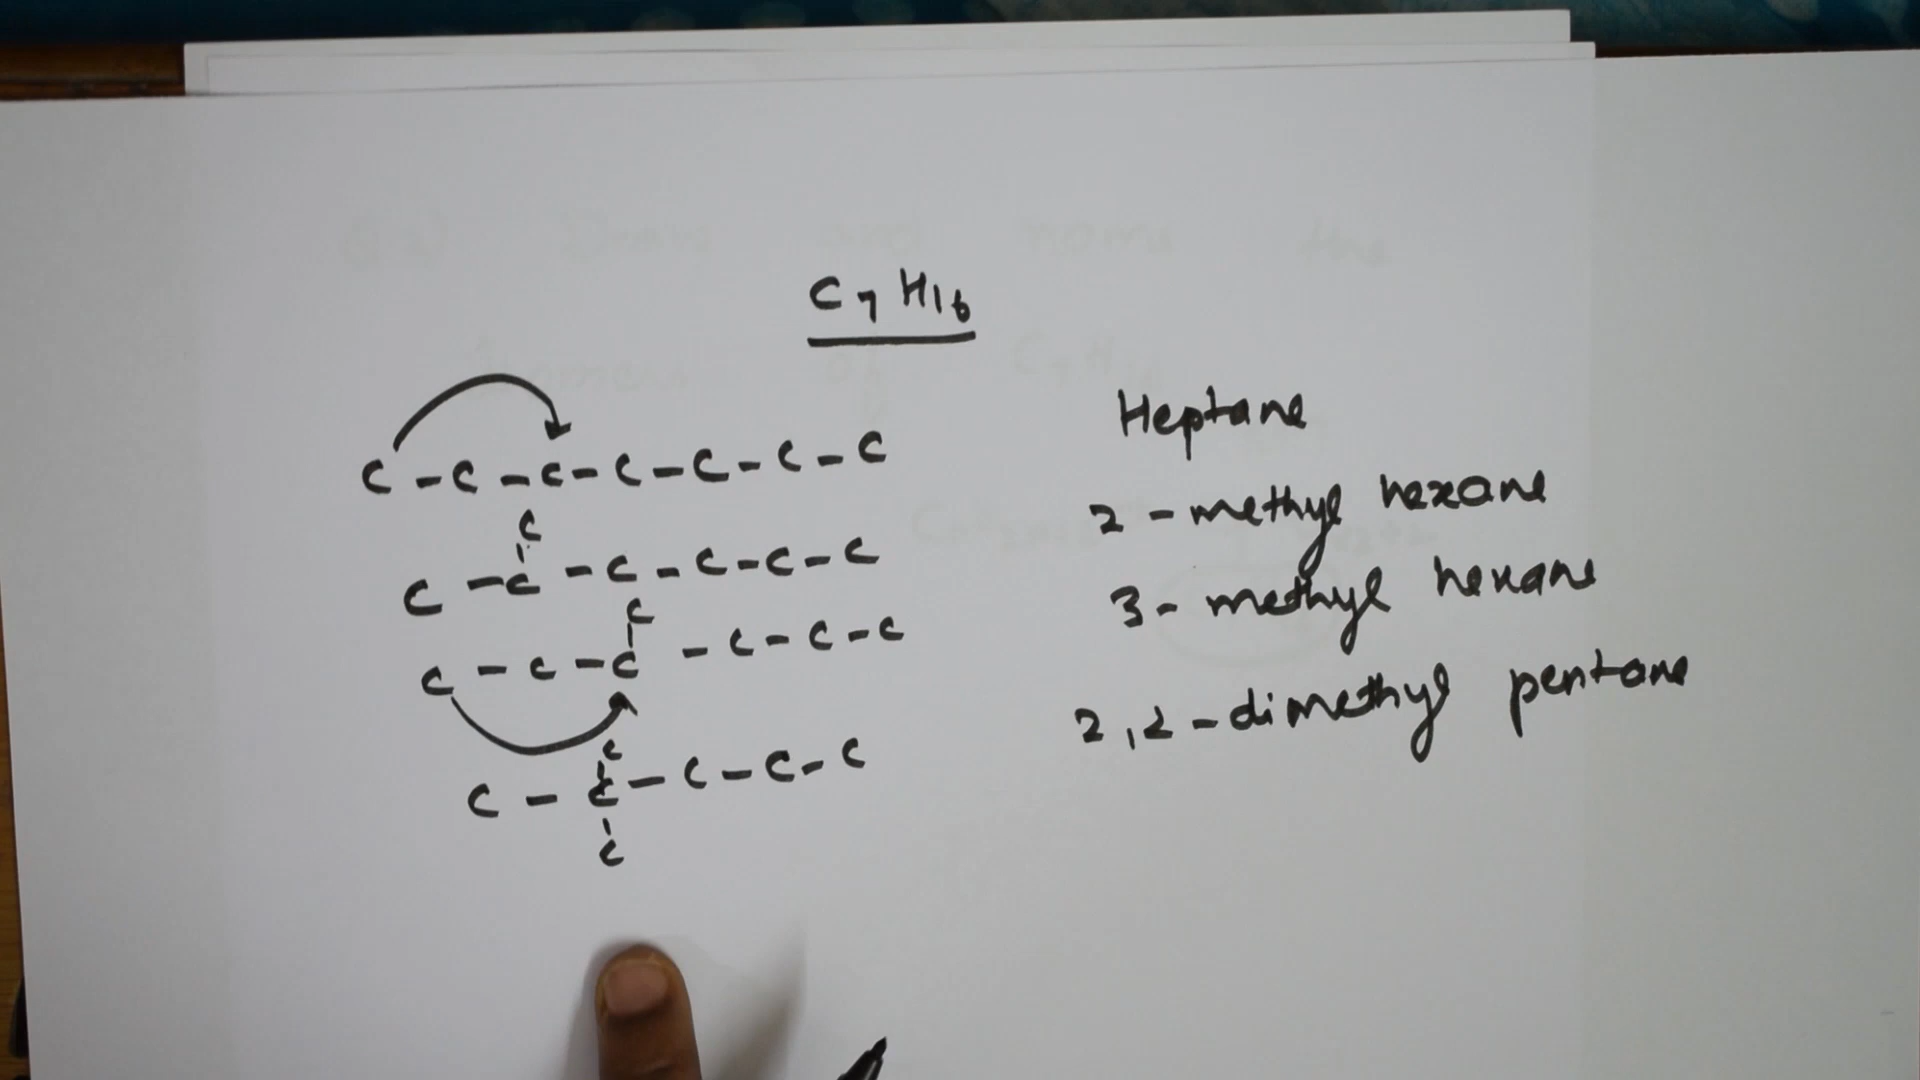 C7H16
Heptane
C - C - C - C - C - C - C
2 - methyl hexane
C
C - C - C - C - C - C
3 - methyl hexane
C
C - C - C - C - C - C
2,2 - dimethyl pentane
C
C - C - C - C - C
C